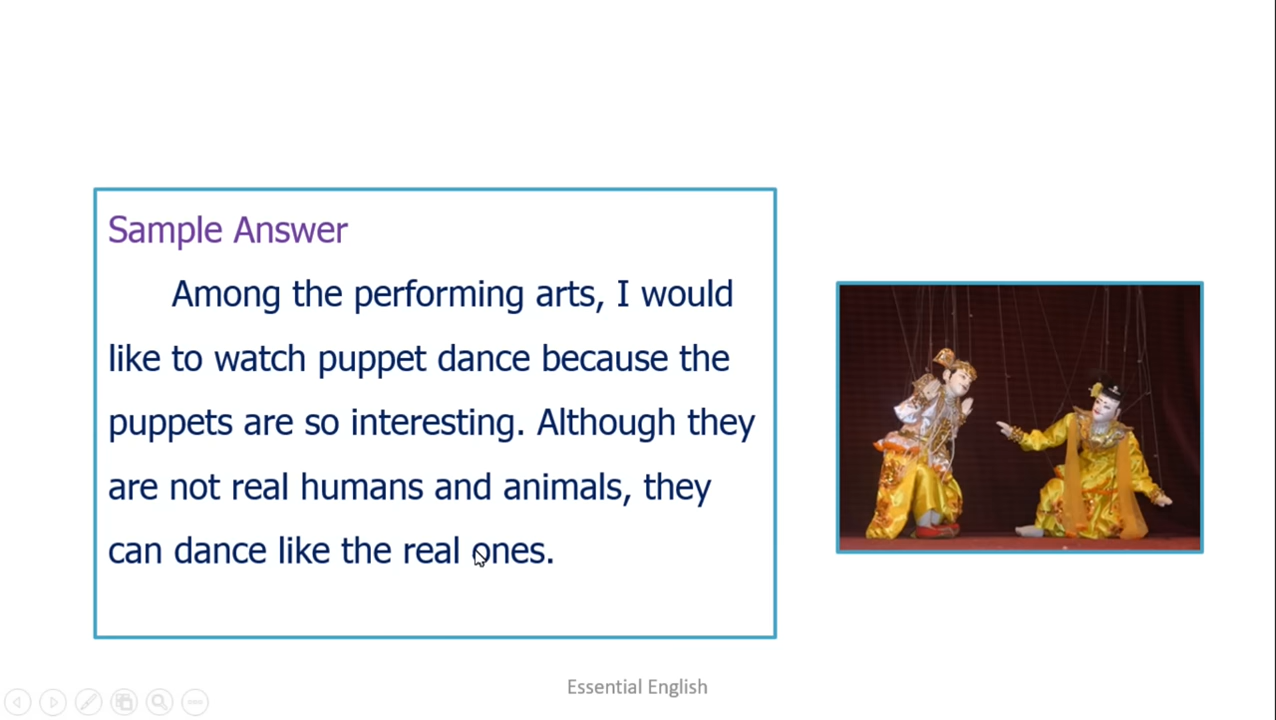 Sample Answer
Among the performing arts, I would
like to watch puppet dance because the
puppets are so interesting. Although they
are not real humans and animals, they
can dance like the real ones.
Essential English